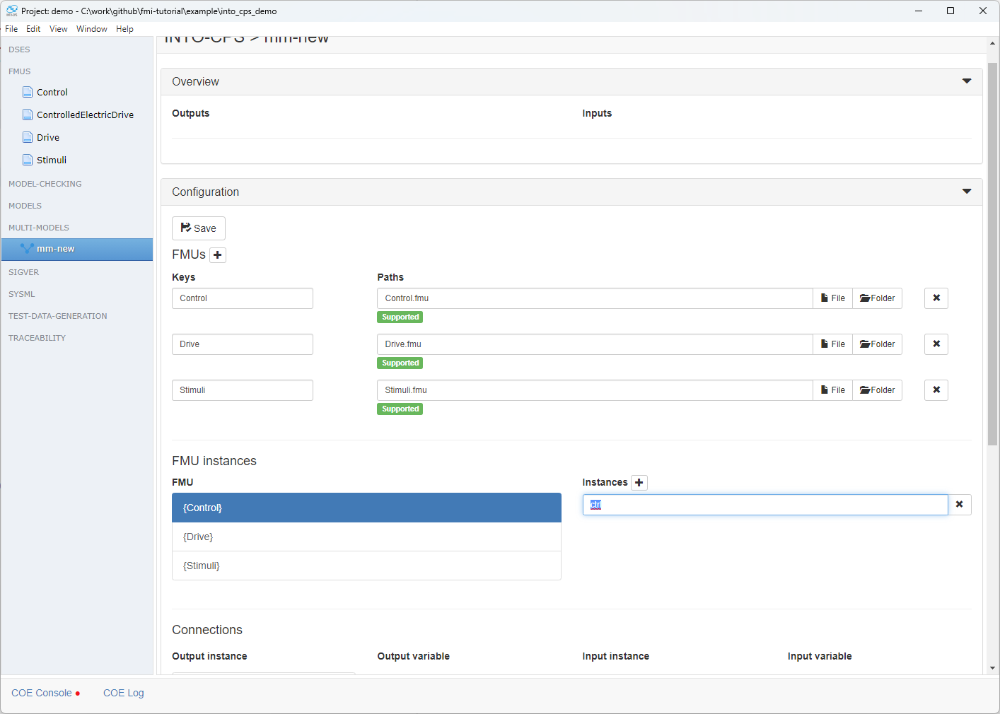 Project: demo - C:\work\github\fmi-tutorial\example\into_cps_demo
File Edit View Window Help
INTO-CPS > mm-new
DSES
FMUS
Control
ControlledElectricDrive
Drive
Stimuli
MODEL-CHECKING
MODELS
MULTI-MODELS
mm-new
SIGVER
SYSML
TEST-DATA-GENERATION
TRACEABILITY
Overview
Outputs Inputs
Configuration
Save
FMUs
Keys Paths
Control Control.fmu File Folder
Supported
Drive Drive.fmu File Folder
Supported
Stimuli Stimuli.fmu File Folder
Supported
FMU instances
FMU Instances
{Control} ctrl
{Drive}
{Stimuli}
Connections
Output instance Output variable Input instance Input variable
COE Console COE Log